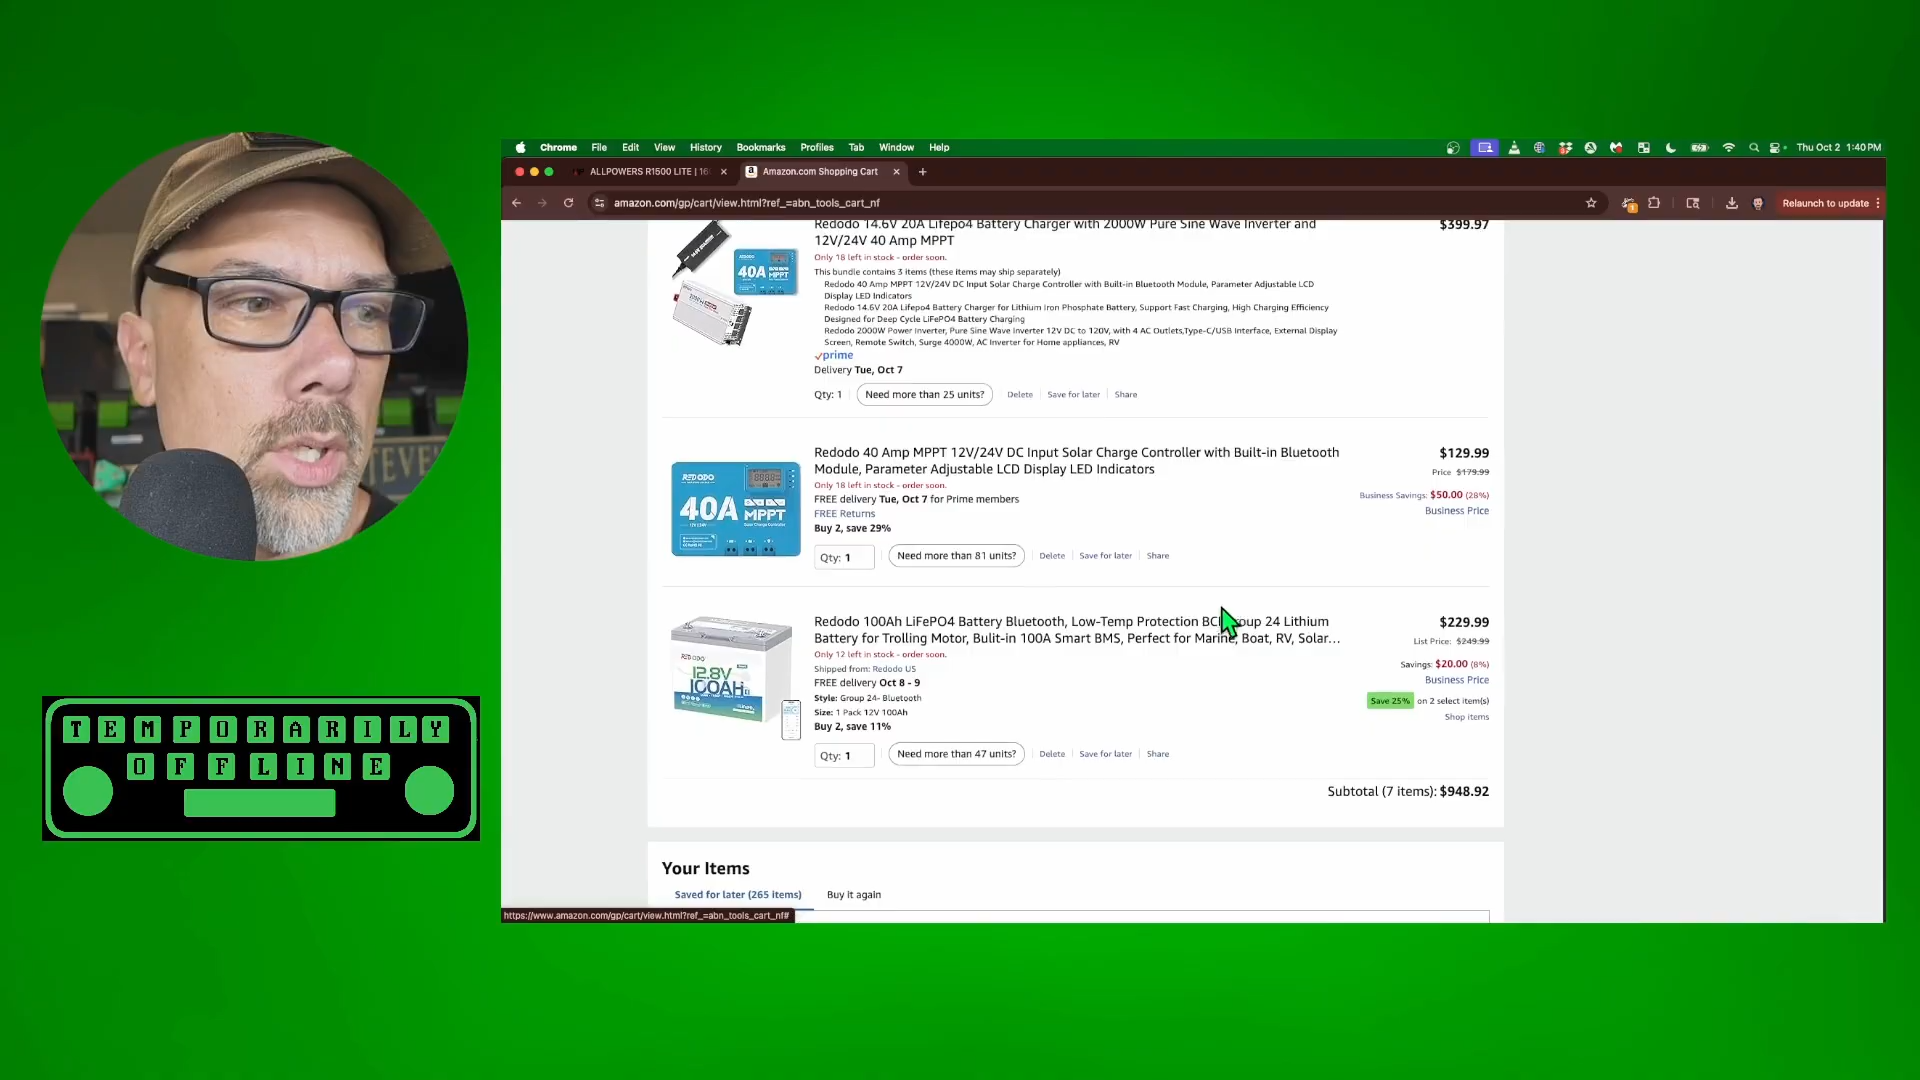 Chrome File Edit View History Bookmarks Profiles Tab Window Help Thu Oct 2 1:40PM
ALLPOWERS R1500 LITE | 16 Amazon.com Shopping Cart
amazon.com/gp/cart/view.html?ref_=abn_tools_cart_nf Relaunch to update
Redodo 14.6V 20A Lifepo4 Battery Charger with 2000W Pure Sine Wave Inverter and $399.97
12V/24V 40 Amp MPPT
Only 18 left in stock - order soon.
This bundle contains 3 items (these items may ship separately)
Redodo 40 Amp MPPT 12V/24V DC Input Solar Charge Controller with Built-in Bluetooth Module, Parameter Adjustable LCD
Display LED Indicators
Redodo 14.6V 20A Lifepo4 Battery Charger for Lithium Iron Phosphate Battery, Support Fast Charging, High Charging Efficiency
Designed for Deep Cycle LiFePO4 Battery Charging
Redodo 2000W Power Inverter, Pure Sine Wave Inverter 12V DC to 120V, with 4 AC Outlets,Type-C/USB Interface, External Display
Screen, Remote Switch, Surge 4000W, AC Inverter for Home appliances, RV
prime
Delivery Tue, Oct 7
Qty: 1 Need more than 25 units? Delete Save for later Share
REDODO
40A MPPT
Redodo 40 Amp MPPT 12V/24V DC Input Solar Charge Controller with Built-in Bluetooth $129.99
Module, Parameter Adjustable LCD Display LED Indicators Price $179.99
Only 18 left in stock - order soon.
FREE delivery Tue, Oct 7 for Prime members Business Savings: $50.00 (28%)
FREE Returns Business Price
Buy 2, save 29%
Qty: 1 Need more than 81 units? Delete Save for later Share
REDODO
40A MPPT
Redodo 100Ah LiFePO4 Battery Bluetooth, Low-Temp Protection BCI Group 24 Lithium $229.99
Battery for Trolling Motor, Bulit-in 100A Smart BMS, Perfect for Marine, Boat, RV, Solar... List Price: $249.99
Only 12 left in stock - order soon.
Shipped from: Redodo US Savings: $20.00 (8%)
FREE delivery Oct 8 - 9 Business Price
Style: Group 24- Bluetooth Save 25% on 2 select item(s)
Size: 1 Pack 12V 100Ah Shop items
Buy 2, save 11%
Qty: 1 Need more than 47 units? Delete Save for later Share
REDODO
12.8V
100AH
Subtotal (7 items): $948.92
Your Items
Saved for later (265 items) Buy it again
https://www.amazon.com/gp/cart/view.html?ref_=abn_tools_cart_nf#
TEMPORARILY
OFFLINE
STEVE